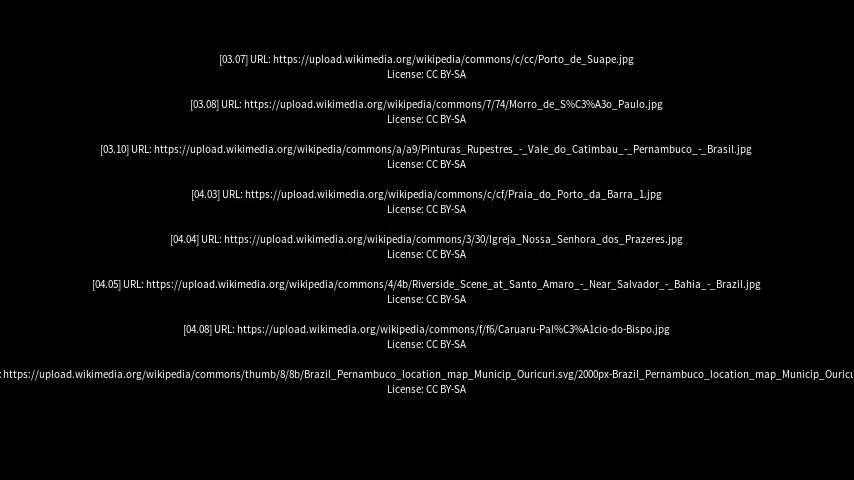 [03.07] URL: https://upload.wikimedia.org/wikipedia/commons/c/cc/Porto_de_Suape.jpg
License: CC BY-SA
[03.08] URL: https://upload.wikimedia.org/wikipedia/commons/7/74/Morro_de_S%C3%A3o_Paulo.jpg
License: CC BY-SA
[03.10] URL: https://upload.wikimedia.org/wikipedia/commons/a/a9/Pinturas_Rupestres_-_Vale_do_Catimbau_-_Pernambuco_-_Brasil.jpg
License: CC BY-SA
[04.03] URL: https://upload.wikimedia.org/wikipedia/commons/c/cf/Praia_do_Porto_da_Barra_1.jpg
License: CC BY-SA
[04.04] URL: https://upload.wikimedia.org/wikipedia/commons/3/30/Igreja_Nossa_Senhora_dos_Prazeres.jpg
License: CC BY-SA
[04.05] URL: https://upload.wikimedia.org/wikipedia/commons/4/4b/Riverside_Scene_at_Santo_Amaro_-_Near_Salvador_-_Bahia_-_Brazil.jpg
License: CC BY-SA
[04.08] URL: https://upload.wikimedia.org/wikipedia/commons/f/f6/Caruaru-Pal%C3%A1cio-do-Bispo.jpg
License: CC BY-SA
: https://upload.wikimedia.org/wikipedia/commons/thumb/8/8b/Brazil_Pernambuco_location_map_Municip_Ouricuri.svg/2000px-Brazil_Pernambuco_location_map_Municip_Ouricu
License: CC BY-SA